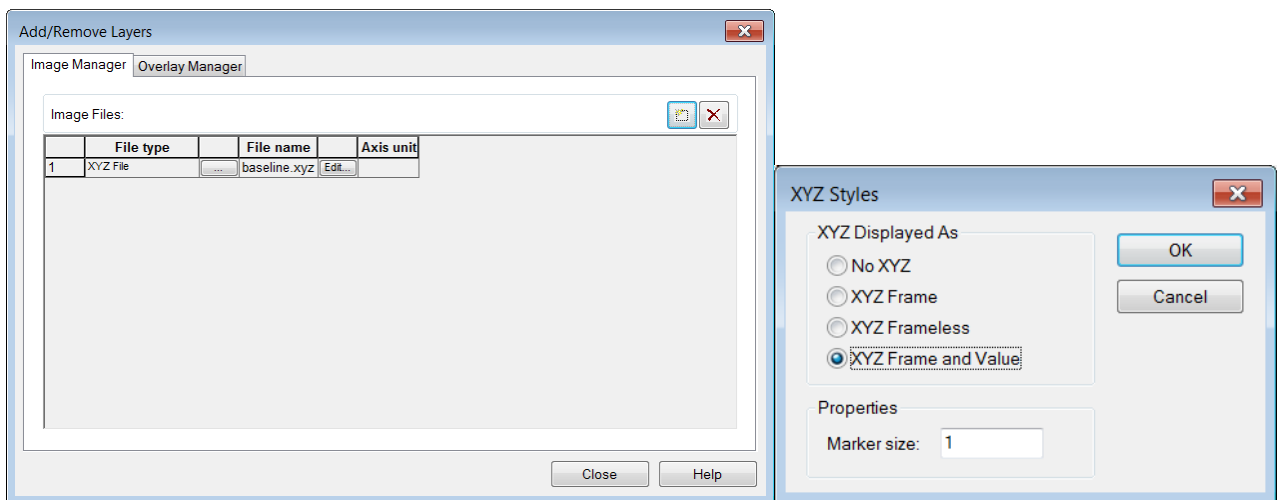 Add/Remove Layers
Image Manager Overlay Manager
Image Files:
File type File name Axis unit
1 XYZ File ... baseline.xyz Edit...
Close Help
XYZ Styles
XYZ Displayed As
No XYZ
XYZ Frame
XYZ Frameless
XYZ Frame and Value
OK
Cancel
Properties
Marker size: 1